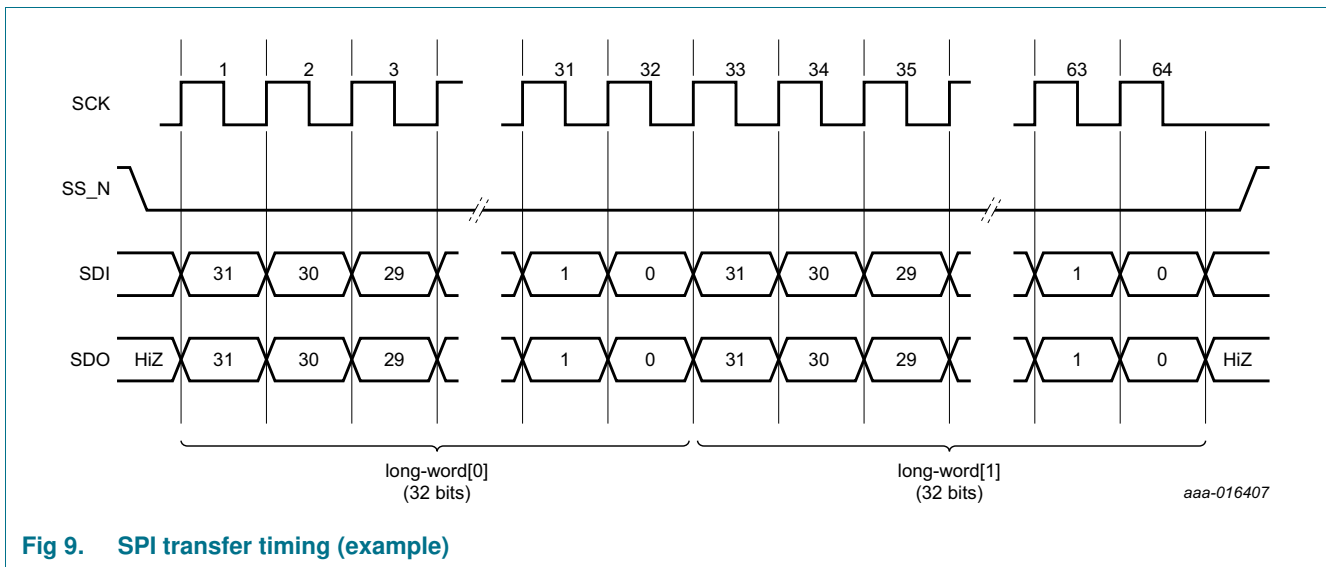 1 2 3 31 32 33 34 35 63 64
SCK
SS_N
SDI 31 30 29 1 0 31 30 29 1 0
SDO HiZ 31 30 29 1 0 31 30 29 1 0 HiZ
long-word[0] long-word[1]
(32 bits) (32 bits) aaa-016407
Fig 9. SPI transfer timing (example)